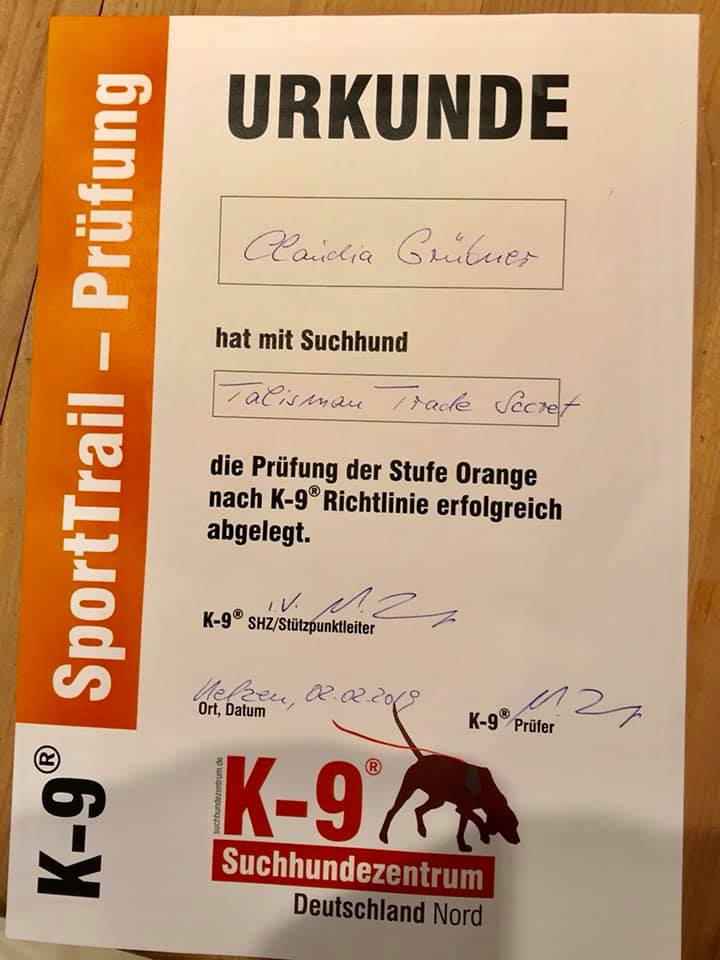 URKUNDE
Claudia Grübner
hat mit Suchhund
Talisman Trade Secret
die Prüfung der Stufe Orange
nach K-9® Richtlinie erfolgreich
abgelegt.
i.V.
K-9® SHZ/Stützpunktleiter
Uelzen, 02.02.2019
Ort, Datum
K-9® Prüfer
suchhundezentrum.de
K-9®
Suchhundezentrum
Deutschland Nord
K-9® SportTrail – Prüfung